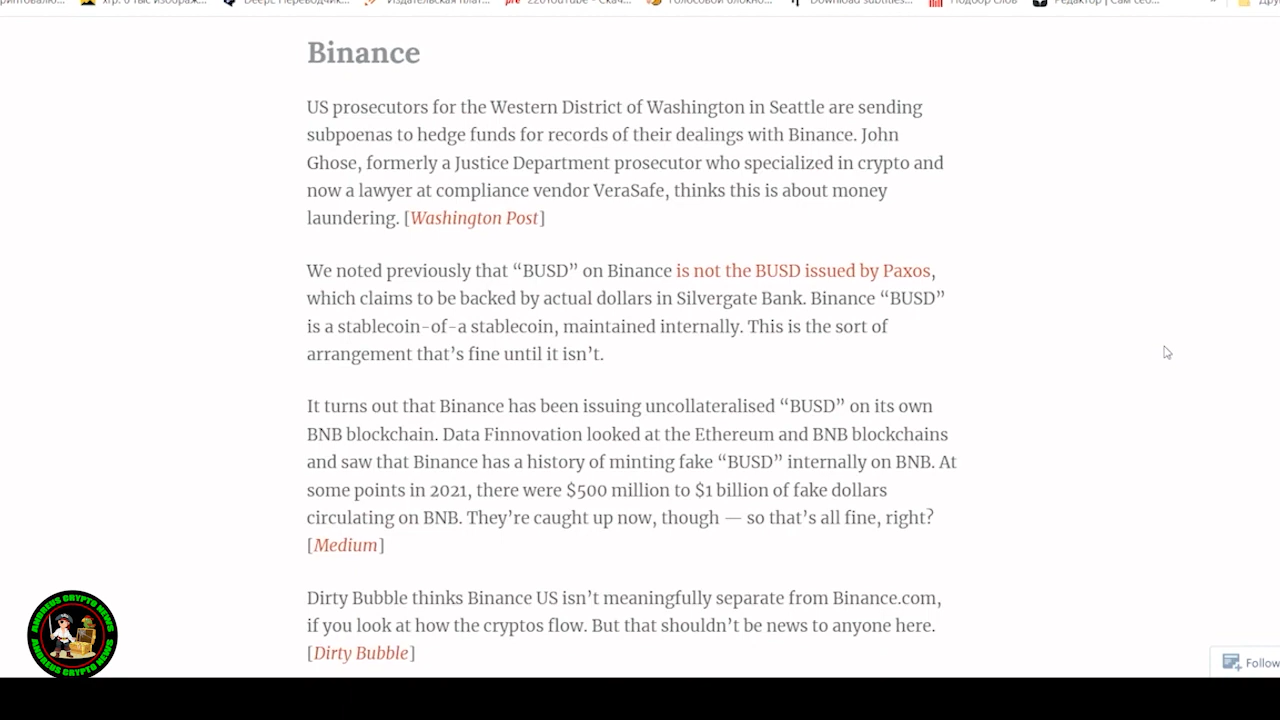 Download subtitles...
Binance
US prosecutors for the Western District of Washington in Seattle are sending
subpoenas to hedge funds for records of their dealings with Binance. John
Ghose, formerly a Justice Department prosecutor who specialized in crypto and
now a lawyer at compliance vendor VeraSafe, thinks this is about money
laundering. [Washington Post]
We noted previously that “BUSD” on Binance is not the BUSD issued by Paxos,
which claims to be backed by actual dollars in Silvergate Bank. Binance “BUSD”
is a stablecoin-of-a stablecoin, maintained internally. This is the sort of
arrangement that’s fine until it isn’t.
It turns out that Binance has been issuing uncollateralised “BUSD” on its own
BNB blockchain. Data Finnovation looked at the Ethereum and BNB blockchains
and saw that Binance has a history of minting fake “BUSD” internally on BNB. At
some points in 2021, there were $500 million to $1 billion of fake dollars
circulating on BNB. They’re caught up now, though — so that’s all fine, right?
[Medium]
Dirty Bubble thinks Binance US isn’t meaningfully separate from Binance.com,
if you look at how the cryptos flow. But that shouldn’t be news to anyone here.
[Dirty Bubble]
ANDREUS CRYPTO NEWS
ANDREUS CRYPTO NEWS
Follow